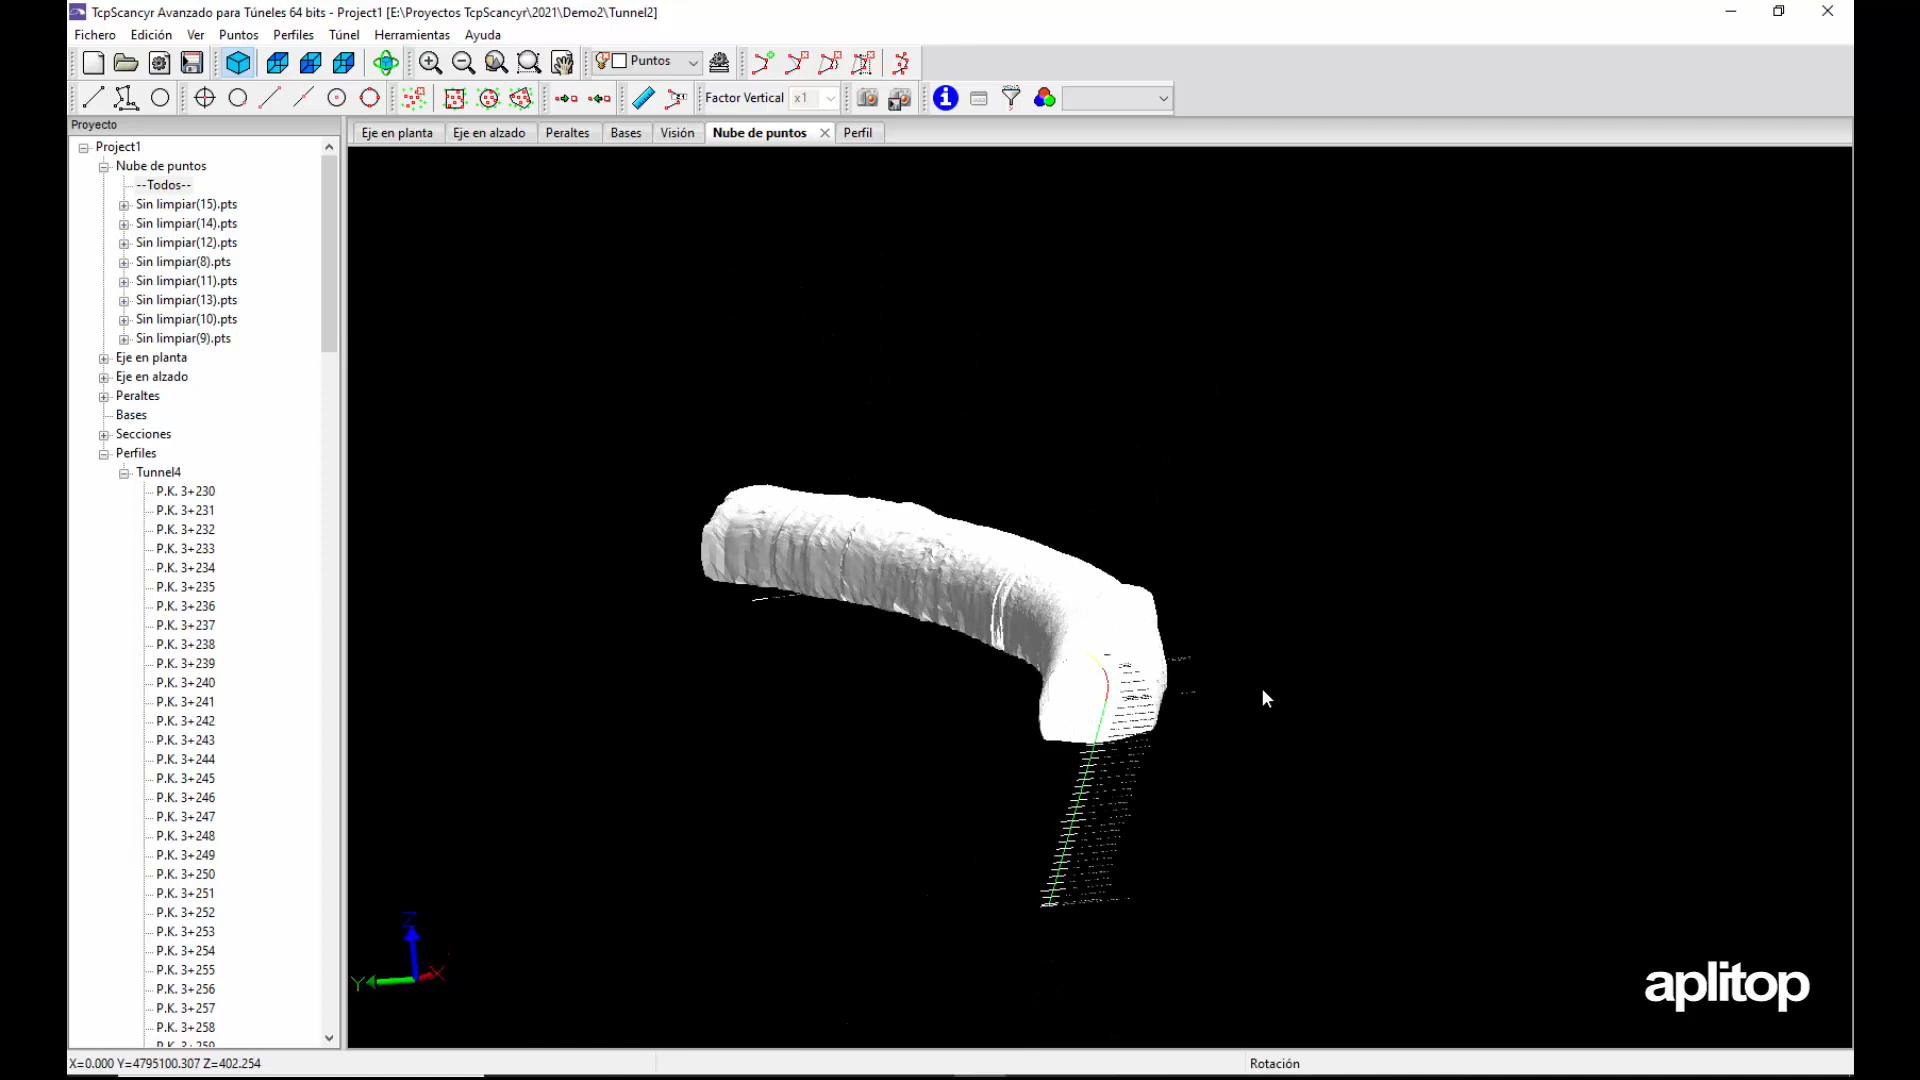 TcpScancyr Avanzado para Túneles 64 bits - Project1 [E:\Proyectos TcpScancyr\2021\Demo2\Tunnel2]
Fichero Edición Ver Puntos Perfiles Túnel Herramientas Ayuda
Puntos
Factor Vertical x1
Proyecto
Eje en planta Eje en alzado Peraltes Bases Visión Nube de puntos Perfil
Project1
Nube de puntos
--Todos--
Sin limpiar(15).pts
Sin limpiar(14).pts
Sin limpiar(12).pts
Sin limpiar(8).pts
Sin limpiar(11).pts
Sin limpiar(13).pts
Sin limpiar(10).pts
Sin limpiar(9).pts
Eje en planta
Eje en alzado
Peraltes
Bases
Secciones
Perfiles
Tunnel4
P.K. 3+230
P.K. 3+231
P.K. 3+232
P.K. 3+233
P.K. 3+234
P.K. 3+235
P.K. 3+236
P.K. 3+237
P.K. 3+238
P.K. 3+239
P.K. 3+240
P.K. 3+241
P.K. 3+242
P.K. 3+243
P.K. 3+244
P.K. 3+245
P.K. 3+246
P.K. 3+247
P.K. 3+248
P.K. 3+249
P.K. 3+250
P.K. 3+251
P.K. 3+252
P.K. 3+253
P.K. 3+254
P.K. 3+255
P.K. 3+256
P.K. 3+257
P.K. 3+258
P.K. 3+259
Z
Y X
aplitop
X=0.000 Y=4795100.307 Z=402.254
Rotación